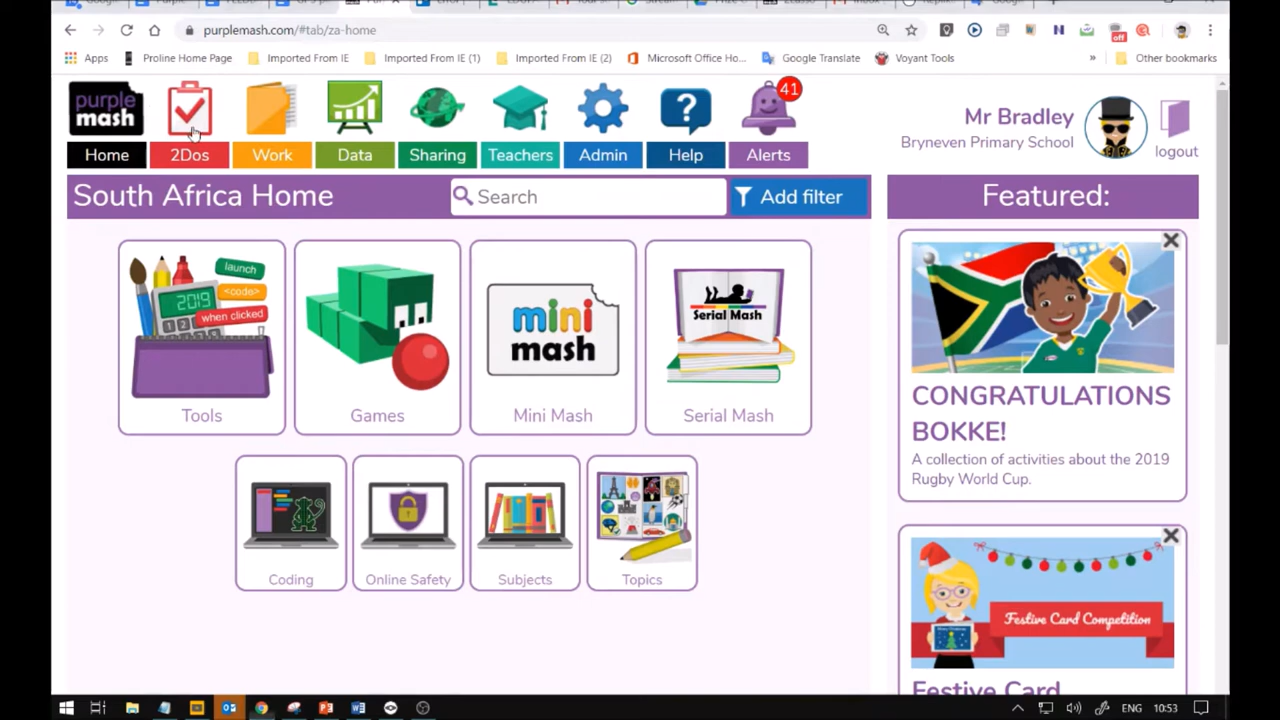 purplemash.com/#tab/za-home
Apps Proline Home Page Imported From IE Imported From IE (1) Imported From IE (2) Microsoft Office Ho... Google Translate Voyant Tools » Other bookmarks
off
purple
mash
41
Home 2Dos Work Data Sharing Teachers Admin Help Alerts
Mr Bradley
Bryneven Primary School
logout
South Africa Home
Search
Add filter
Featured:
launch
<code>
2019
when clicked
Tools
Games
mini
mash
Mini Mash
Serial Mash
Serial Mash
Coding
Online Safety
Subjects
Topics
CONGRATULATIONS
BOKKE!
A collection of activities about the 2019
Rugby World Cup.
Festive Card Competition
Festive Card
ENG 10:53